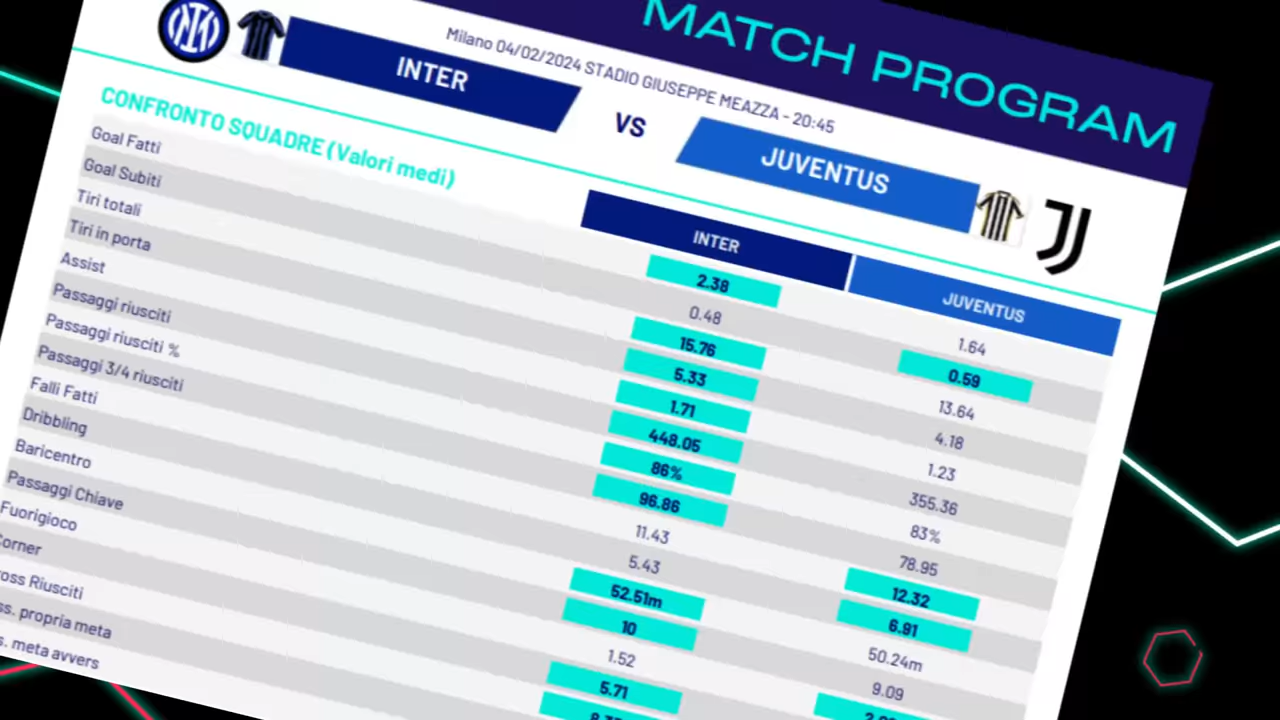 MATCH PROGRAM
Milano 04/02/2024 STADIO GIUSEPPE MEAZZA - 20:45
INTER
VS
JUVENTUS
CONFRONTO SQUADRE (Valori medi)
INTER JUVENTUS
Goal Fatti 2.38 1.64
Goal Subiti 0.48 0.59
Tiri totali 15.76 13.64
Tiri in porta 5.33 4.18
Assist 1.71 1.23
Passaggi riusciti 448.05 355.36
Passaggi riusciti % 86% 83%
Passaggi 3/4 riusciti 96.86 78.95
Falli Fatti 11.43 12.32
Dribbling 5.43 6.91
Baricentro 52.51m 50.24m
Passaggi Chiave 10 9.09
Fuorigioco 1.52
Corner 5.71
Riusciti
propria meta
meta avvers